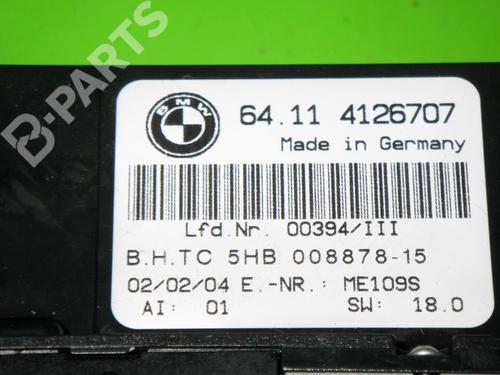 B-PARTS
BMW
64.11 4126707
Made in Germany
Lfd.Nr. 00394/III
B.H.TC 5HB 008878-15
02/02/04 E.-NR.: ME109S
AI: 01 SW: 18.0
B-PARTS